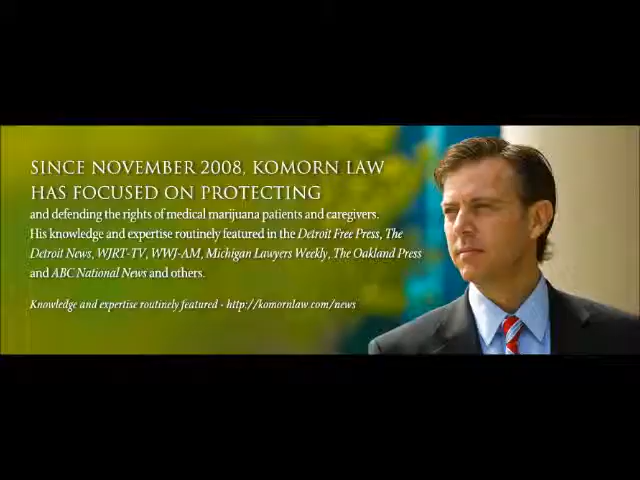 SINCE NOVEMBER 2008, KOMORN LAW
HAS FOCUSED ON PROTECTING
and defending the rights of medical marijuana patients and caregivers.
His knowledge and expertise routinely featured in the Detroit Free Press, The
Detroit News, WJRT-TV, WWJ-AM, Michigan Lawyers Weekly, The Oakland Press
and ABC National News and others.
Knowledge and expertise routinely featured - http://komornlaw.com/news